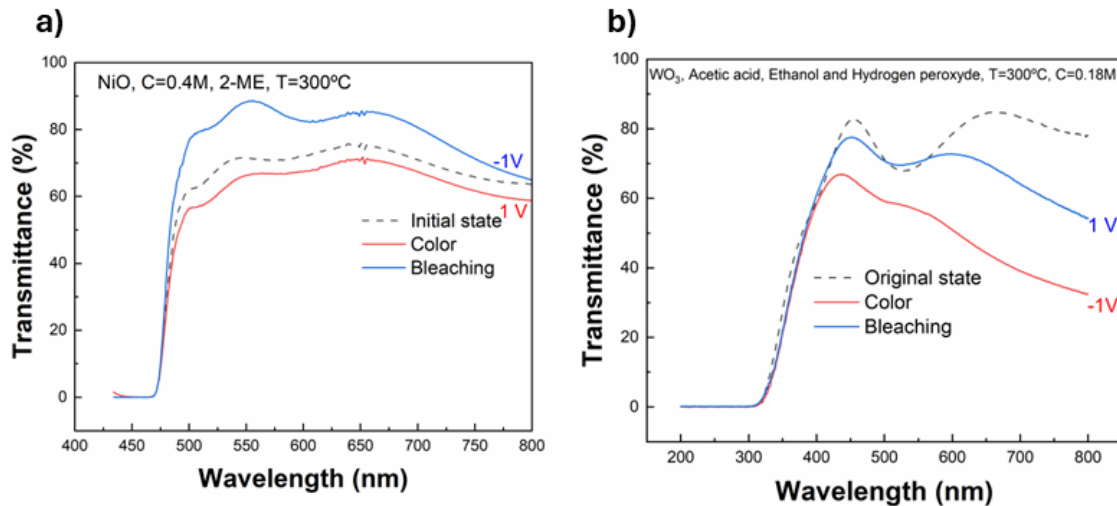 a)
NiO, C=0.4M, 2-ME, T=300ºC
Transmittance (%)
100
80
60
40
20
0
-1V
1 V
Initial state
Color
Bleaching
400
450
500
550
600
650
700
750
800
Wavelength (nm)
b)
WO3, Acetic acid, Ethanol and Hydrogen peroxyde, T=300ºC, C=0.18M
Transmittance (%)
100
80
60
40
20
0
1 V
-1V
Original state
Color
Bleaching
200
300
400
500
600
700
800
Wavelength (nm)